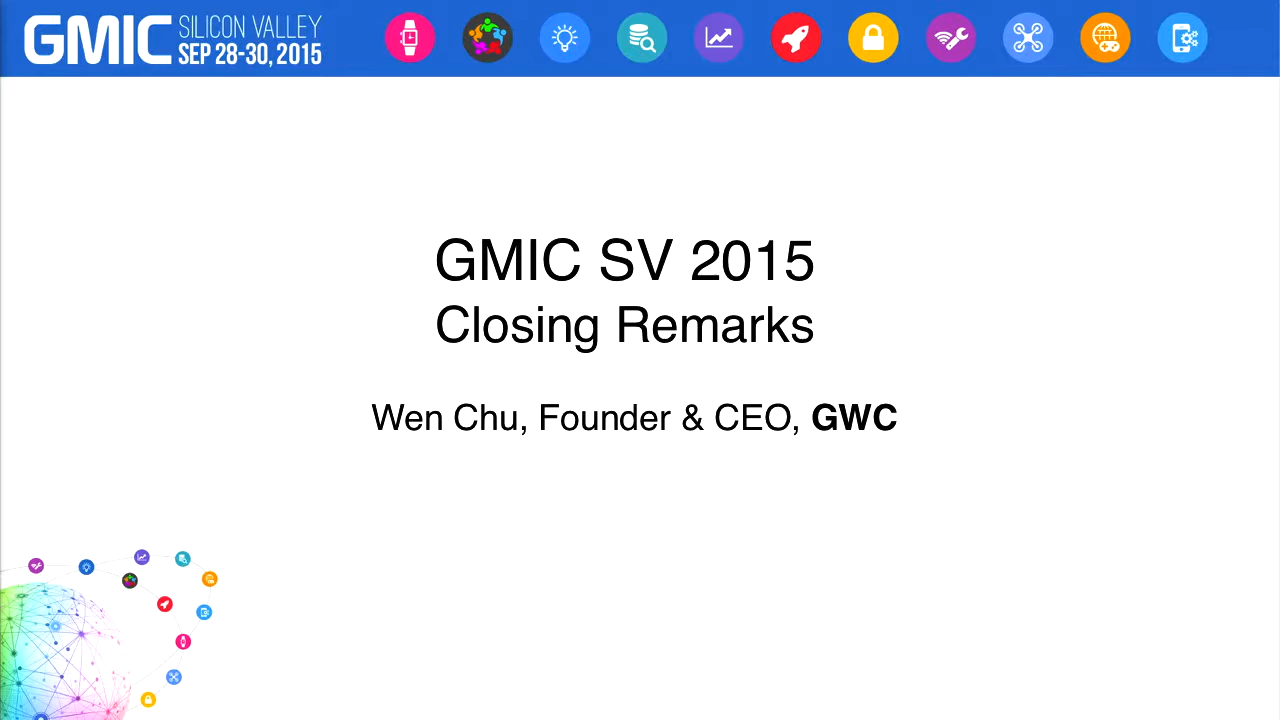 GMIC
SILICON VALLEY
SEP 28-30, 2015
GMIC SV 2015
Closing Remarks
Wen Chu, Founder & CEO, GWC